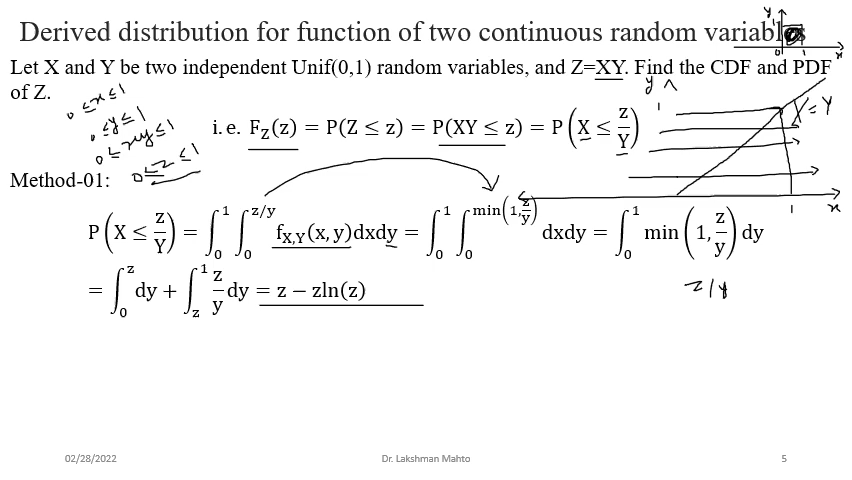 Derived distribution for function of two continuous random variables
Let X and Y be two independent Unif(0,1) random variables, and Z=XY. Find the CDF and PDF
of Z.
0 ≤ x ≤ 1
0 ≤ y ≤ 1
0 ≤ xy ≤ 1
0 ≤ z ≤ 1
i. e. F_Z(z) = P(Z ≤ z) = P(XY ≤ z) = P(X ≤ z/Y)
y
1
X = Y
1
x
Method-01:
P(X ≤ z/Y) = ∫_0^1 ∫_0^{z/y} f_{X,Y}(x, y)dxdy = ∫_0^1 ∫_0^{min(1, z/y)} dxdy = ∫_0^1 min(1, z/y) dy
= ∫_0^z dy + ∫_z^1 z/y dy = z − zln(z)
z/y
02/28/2022
Dr. Lakshman Mahto
5